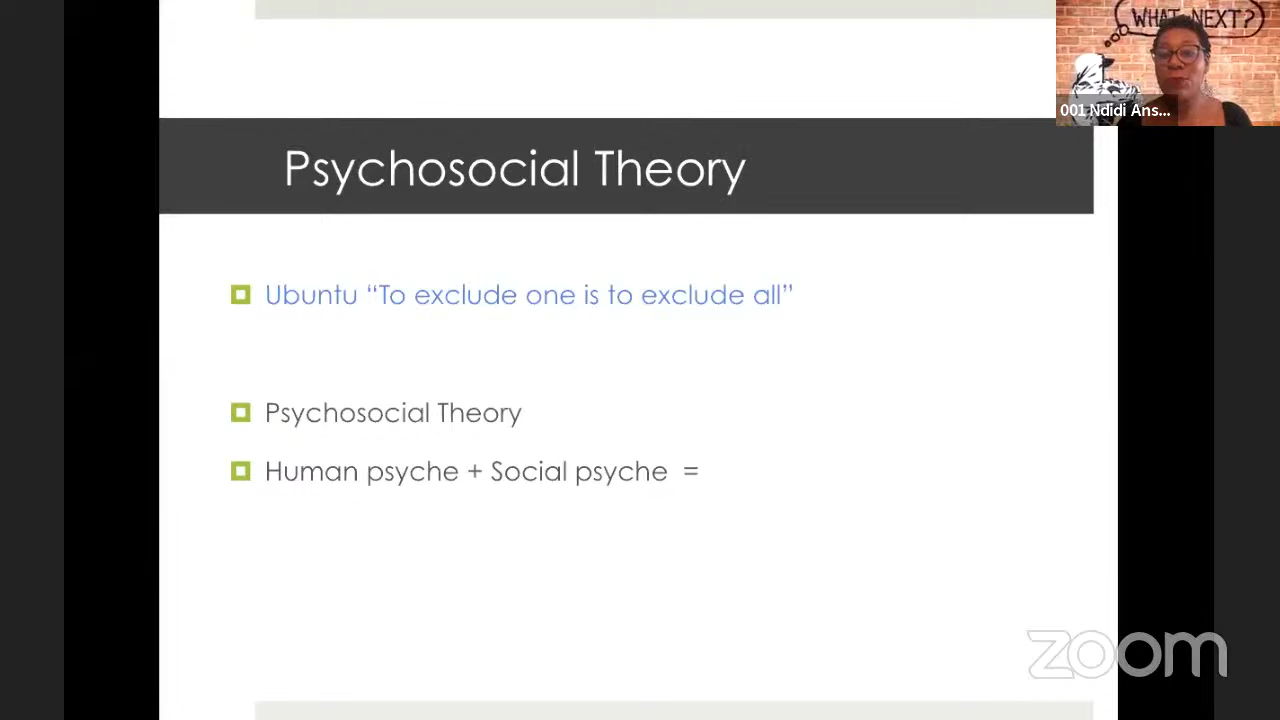 WHAT NEXT?
001 Ndidi Ans...
Psychosocial Theory
Ubuntu “To exclude one is to exclude all”
Psychosocial Theory
Human psyche + Social psyche =
zoom